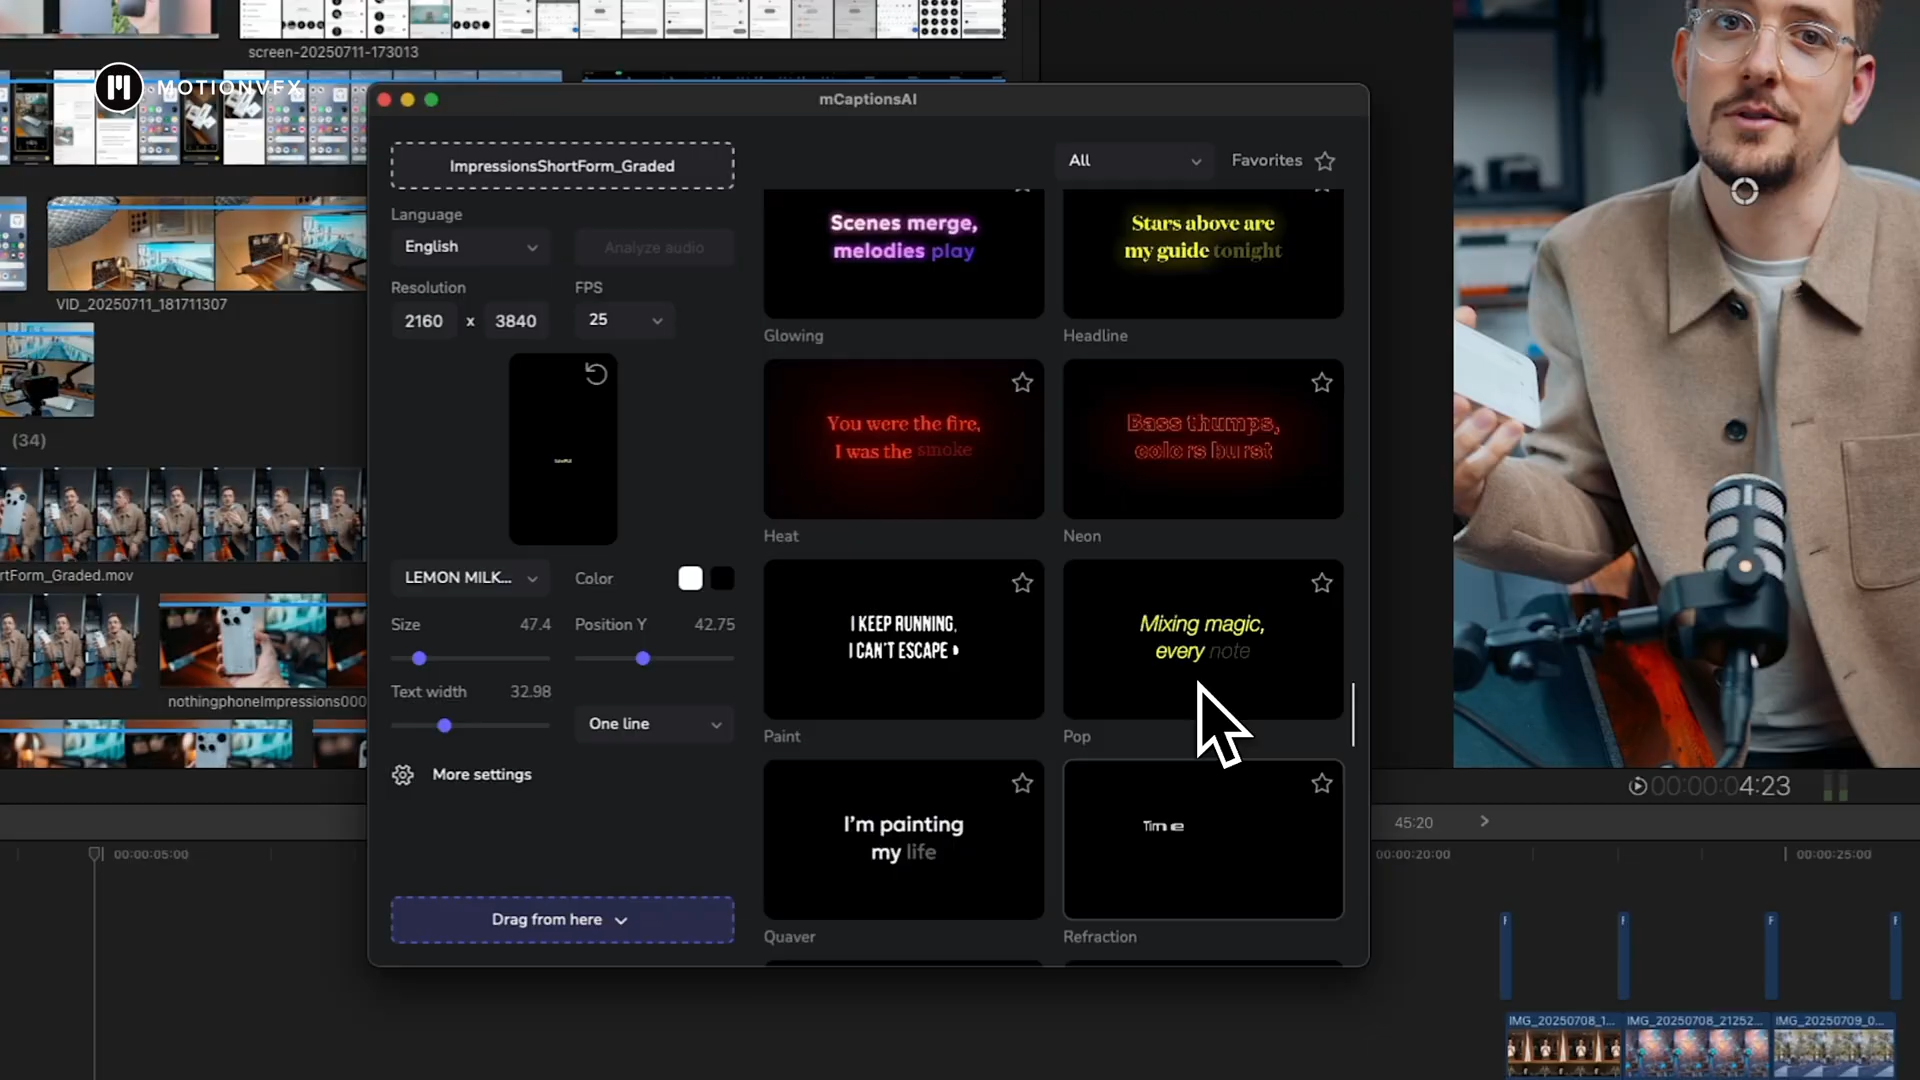 screen-20250711-173013
MOTIONVFX
mCaptionsAI
ImpressionsShortForm_Graded
All
Favorites
Language
English
Analyze audio
Resolution
FPS
2160 x 3840
25
Scenes merge,
melodies play
Glowing
Stars above are
my guide tonight
Headline
VID_20250711_181711307
You were the fire,
I was the smoke
Heat
Bass thumps,
colors burst
Neon
(34)
rtForm_Graded.mov
LEMON MILK...
Color
Size 47.4
Position Y 42.75
Text width 32.98
One line
More settings
nothingphoneImpressions000
I KEEP RUNNING,
I CAN'T ESCAPE
Paint
Mixing magic,
every note
Pop
I'm painting
my life
Quaver
Time
Refraction
Drag from here
00:00:04:23
45:20
00:00:05:00
00:00:20:00
00:00:25:00
IMG_20250708_1...
IMG_20250708_21252...
IMG_20250709_0...